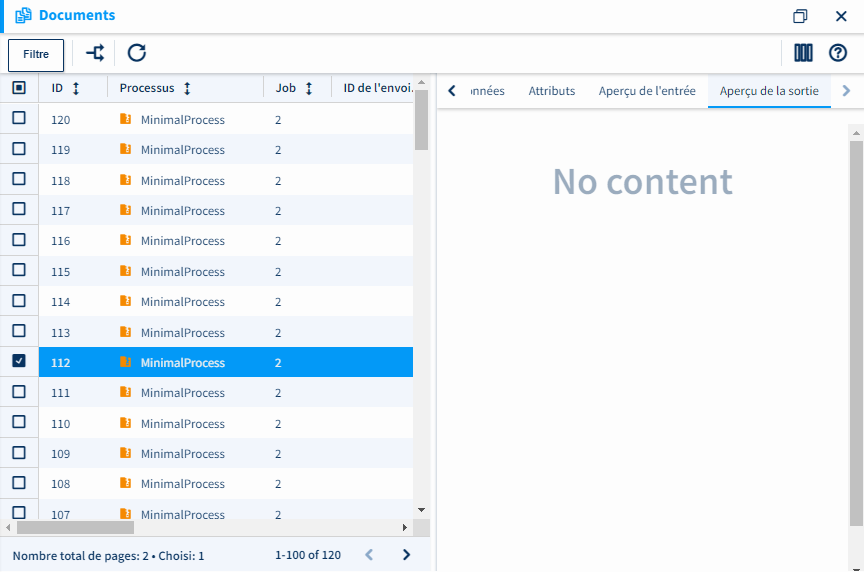 Documents
Filtre
ID Processus Job ID de l'envoi.
120 MinimalProcess 2
119 MinimalProcess 2
118 MinimalProcess 2
117 MinimalProcess 2
116 MinimalProcess 2
115 MinimalProcess 2
114 MinimalProcess 2
113 MinimalProcess 2
112 MinimalProcess 2
111 MinimalProcess 2
110 MinimalProcess 2
109 MinimalProcess 2
108 MinimalProcess 2
107 MinimalProcess 2
Nombre total de pages: 2 • Choisi: 1 1-100 of 120
onnées Attributs Aperçu de l'entrée Aperçu de la sortie
No content